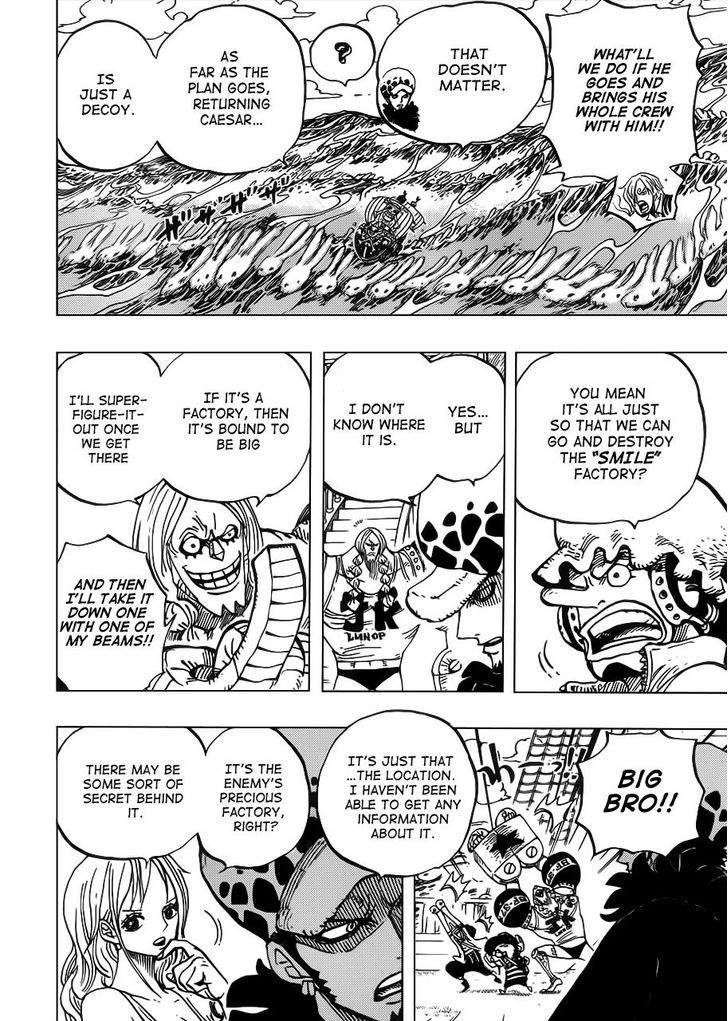 WHAT'LL
WE DO IF HE
GOES AND
BRINGS HIS
WHOLE CREW
WITH HIM!!
THAT
DOESN'T
MATTER.
?
AS
FAR AS THE
PLAN GOES,
RETURNING
CAESAR...
IS
JUST A
DECOY.
YOU MEAN
IT'S ALL JUST
SO THAT WE CAN
GO AND DESTROY
THE "SMILE"
FACTORY?
YES...
BUT
I DON'T
KNOW WHERE
IT IS.
IF IT'S A
FACTORY, THEN
IT'S BOUND TO
BE BIG
I'LL SUPER-
FIGURE-IT-
OUT ONCE
WE GET
THERE
AND THEN
I'LL TAKE IT
DOWN ONE
WITH ONE OF
MY BEAMS!!
BIG
BRO!!
IT'S JUST THAT
...THE LOCATION.
I HAVEN'T BEEN
ABLE TO GET ANY
INFORMATION
ABOUT IT.
IT'S THE
ENEMY'S
PRECIOUS
FACTORY,
RIGHT?
THERE MAY BE
SOME SORT OF
SECRET BEHIND
IT.